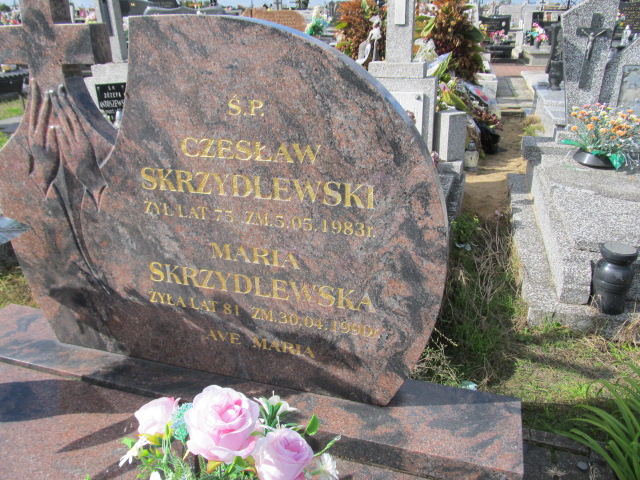 Ś.P.
CZESŁAW
SKRZYDLEWSKI
ŻYŁ LAT 75 ZM.5.05.1983r.
MARIA
SKRZYDLEWSKA
ŻYŁA LAT 81 ZM.30.04.1990r.
AVE MARIA
Ś.P.
JÓZEFA